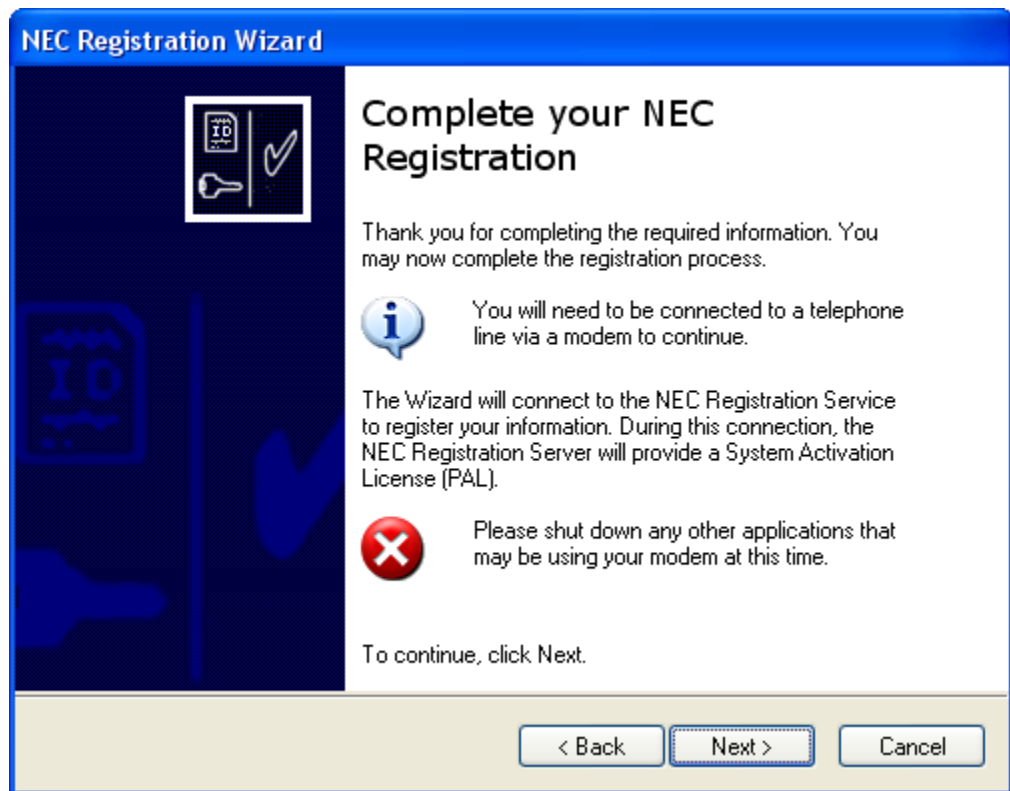 NEC Registration Wizard
ID
Complete your NEC
Registration
Thank you for completing the required information. You
may now complete the registration process.
You will need to be connected to a telephone
line via a modem to continue.
ID
The Wizard will connect to the NEC Registration Service
to register your information. During this connection, the
NEC Registration Server will provide a System Activation
License (PAL).
Please shut down any other applications that
may be using your modem at this time.
To continue, click Next.
< Back
Next >
Cancel